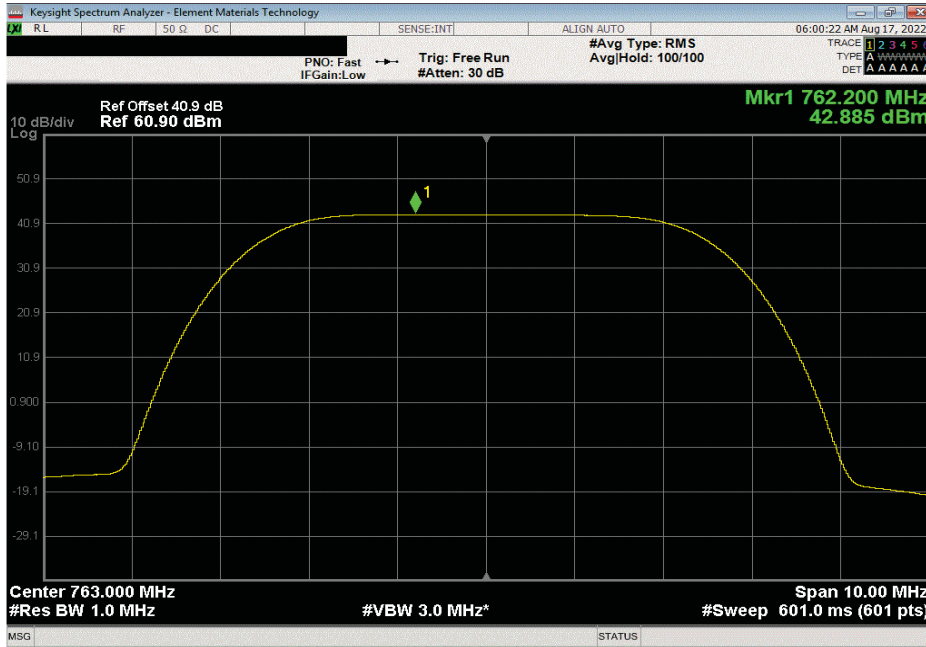 Keysight Spectrum Analyzer - Element Materials Technology
LXI RL RF 50 Ω DC SENSE:INT ALIGN AUTO 06:00:22 AM Aug 17, 2022
PNO: Fast
IFGain:Low
Trig: Free Run
#Atten: 30 dB
#Avg Type: RMS
Avg|Hold: 100/100
TRACE 1 2 3 4 5 6
TYPE A WWWWW
DET A A A A A A
Mkr1 762.200 MHz
42.885 dBm
Ref Offset 40.9 dB
10 dB/div Ref 60.90 dBm
Log
1
50.9
40.9
30.9
20.9
10.9
0.900
-9.10
-19.1
-29.1
Center 763.000 MHz Span 10.00 MHz
#Res BW 1.0 MHz #VBW 3.0 MHz* #Sweep 601.0 ms (601 pts)
MSG STATUS